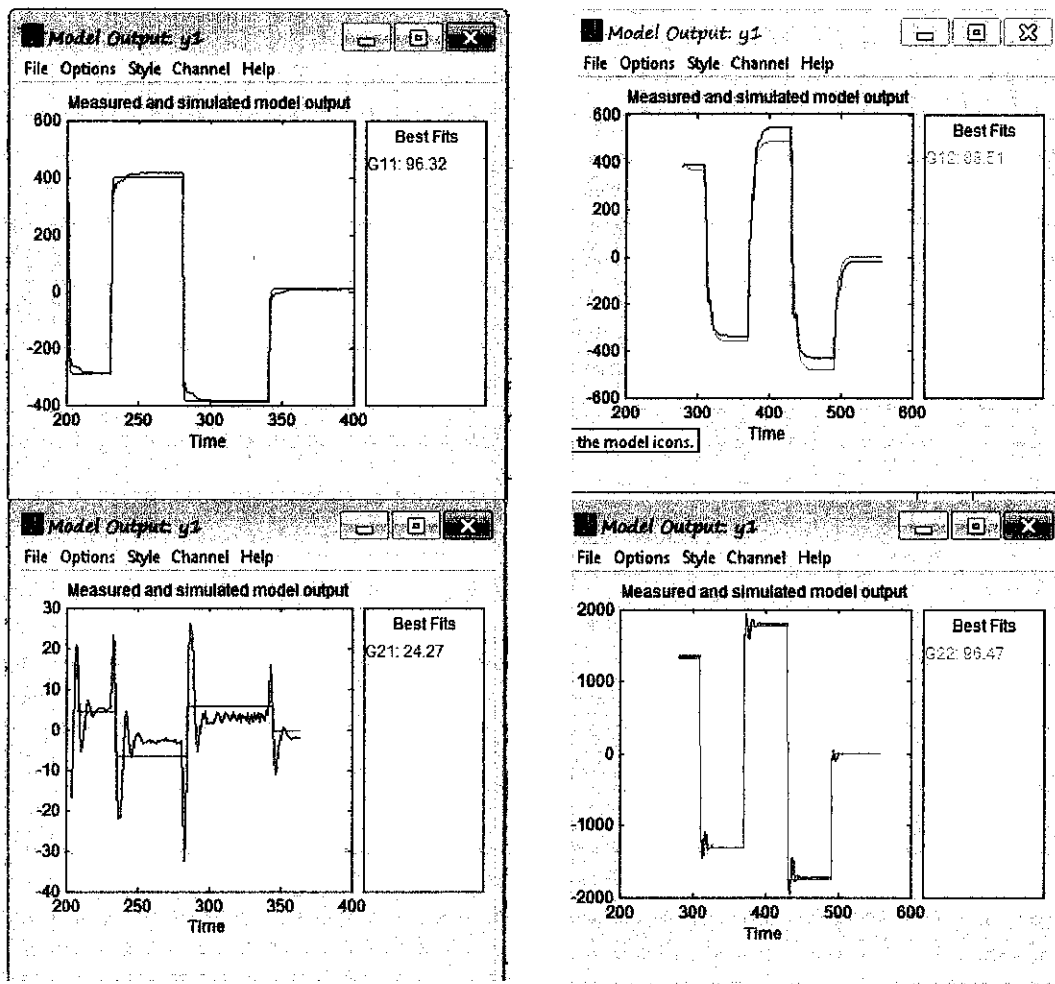 Model Output: y1
File Options Style Channel Help
Measured and simulated model output
600
400
200
0
-200
-400
200 250 300 350 400
Time
Best Fits
G11: 96.32
Model Output: y1
File Options Style Channel Help
Measured and simulated model output
600
400
200
0
-200
-400
-600
200 300 400 500 600
Time
Best Fits
G12:
the model icons.
Model Output: y1
File Options Style Channel Help
Measured and simulated model output
30
20
10
0
-10
-20
-30
-40
200 250 300 350 400
Time
Best Fits
G21: 24.27
Model Output: y1
File Options Style Channel Help
Measured and simulated model output
2000
1000
0
-1000
-2000
200 300 400 500 600
Time
Best Fits
G22: 96.47